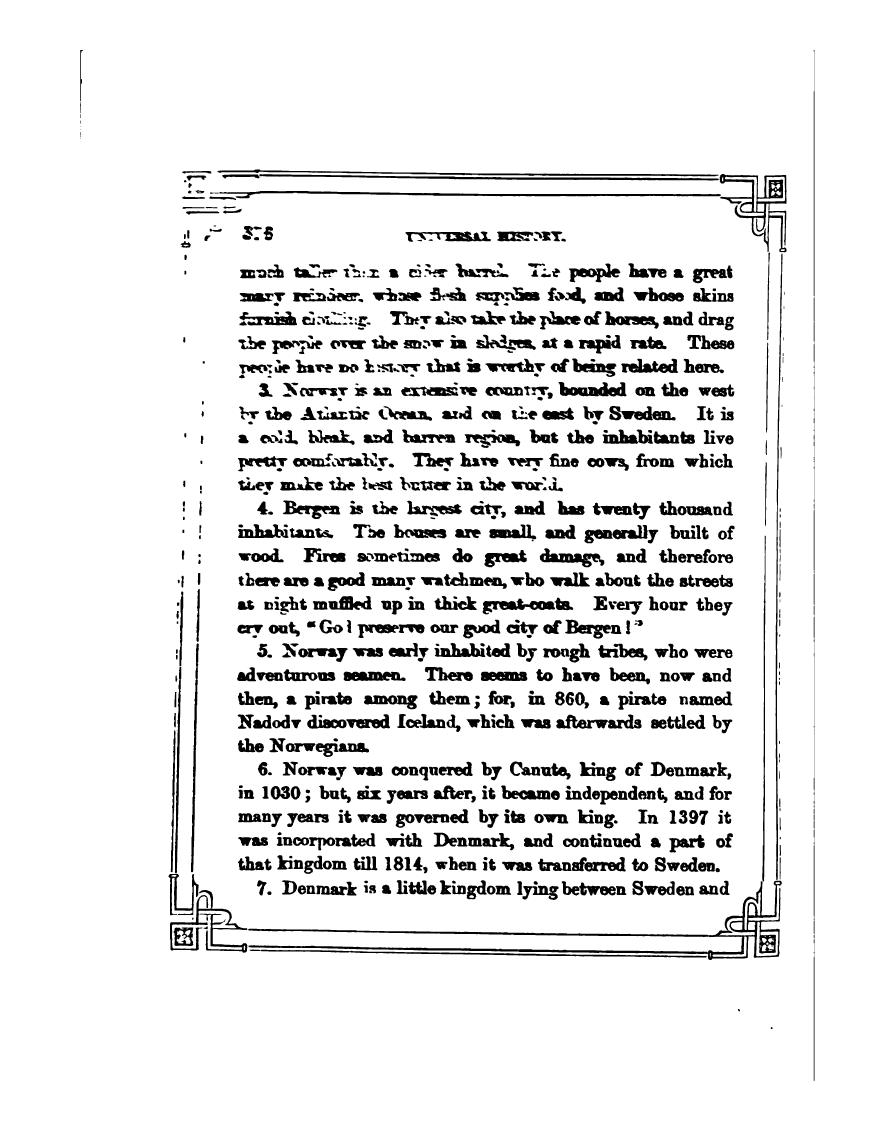 UNIVERSAL HISTORY.
much taller than a cider barrel. The people have a great
many reindeer, whose flesh supplies food, and whose skins
furnish clothing. They also take the place of horses, and drag
the people over the snow in sledges, at a rapid rate. These
people have no history that is worthy of being related here.
3. Norway is an extensive country, bounded on the west
by the Atlantic Ocean, and on the east by Sweden. It is
a cold, bleak, and barren region, but the inhabitants live
pretty comfortably. They have very fine cows, from which
they make the best butter in the world.
4. Bergen is the largest city, and has twenty thousand
inhabitants. The houses are small, and generally built of
wood. Fires sometimes do great damage, and therefore
there are a good many watchmen, who walk about the streets
at night muffled up in thick great-coats. Every hour they
cry out, "God preserve our good city of Bergen!"
5. Norway was early inhabited by rough tribes, who were
adventurous seamen. There seems to have been, now and
then, a pirate among them; for, in 860, a pirate named
Nadody discovered Iceland, which was afterwards settled by
the Norwegians.
6. Norway was conquered by Canute, king of Denmark,
in 1030; but, six years after, it became independent, and for
many years it was governed by its own king. In 1397 it
was incorporated with Denmark, and continued a part of
that kingdom till 1814, when it was transferred to Sweden.
7. Denmark is a little kingdom lying between Sweden and